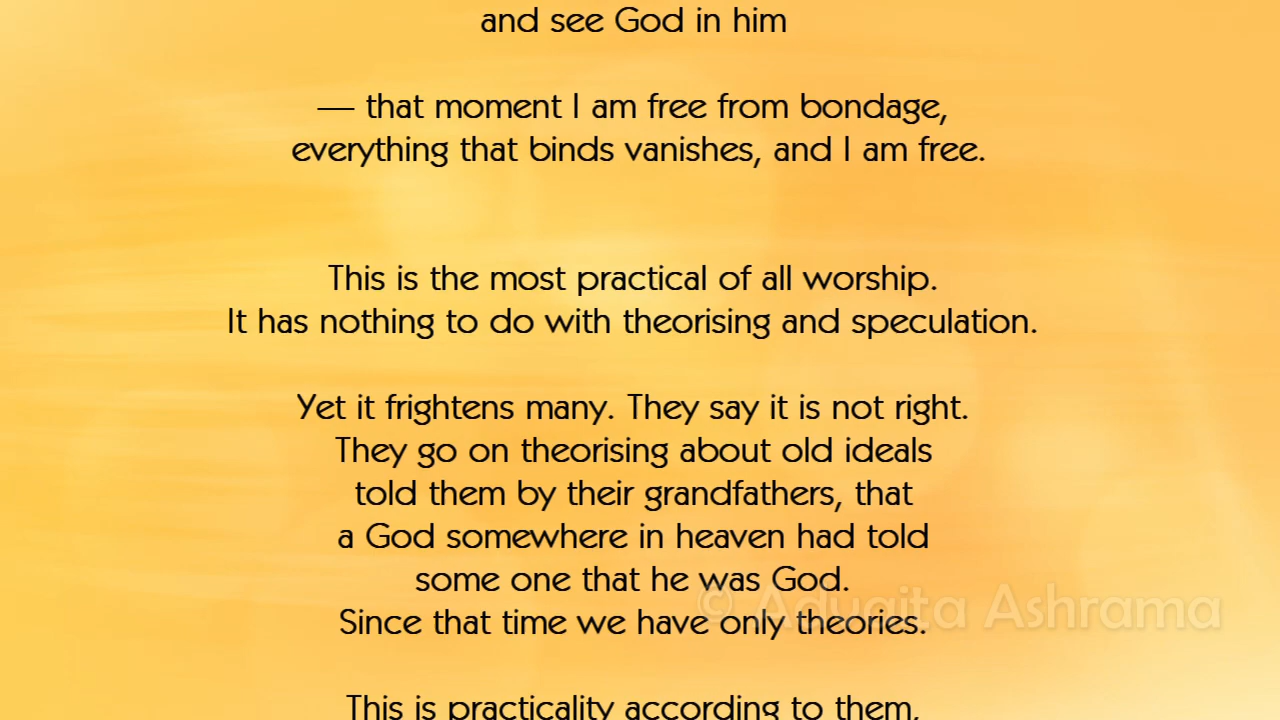 and see God in him
— that moment I am free from bondage,
everything that binds vanishes, and I am free.
This is the most practical of all worship.
It has nothing to do with theorising and speculation.
Yet it frightens many. They say it is not right.
They go on theorising about old ideals
told them by their grandfathers, that
a God somewhere in heaven had told
some one that he was God.
Since that time we have only theories.
© Advaita Ashrama
This is practicality according to them,